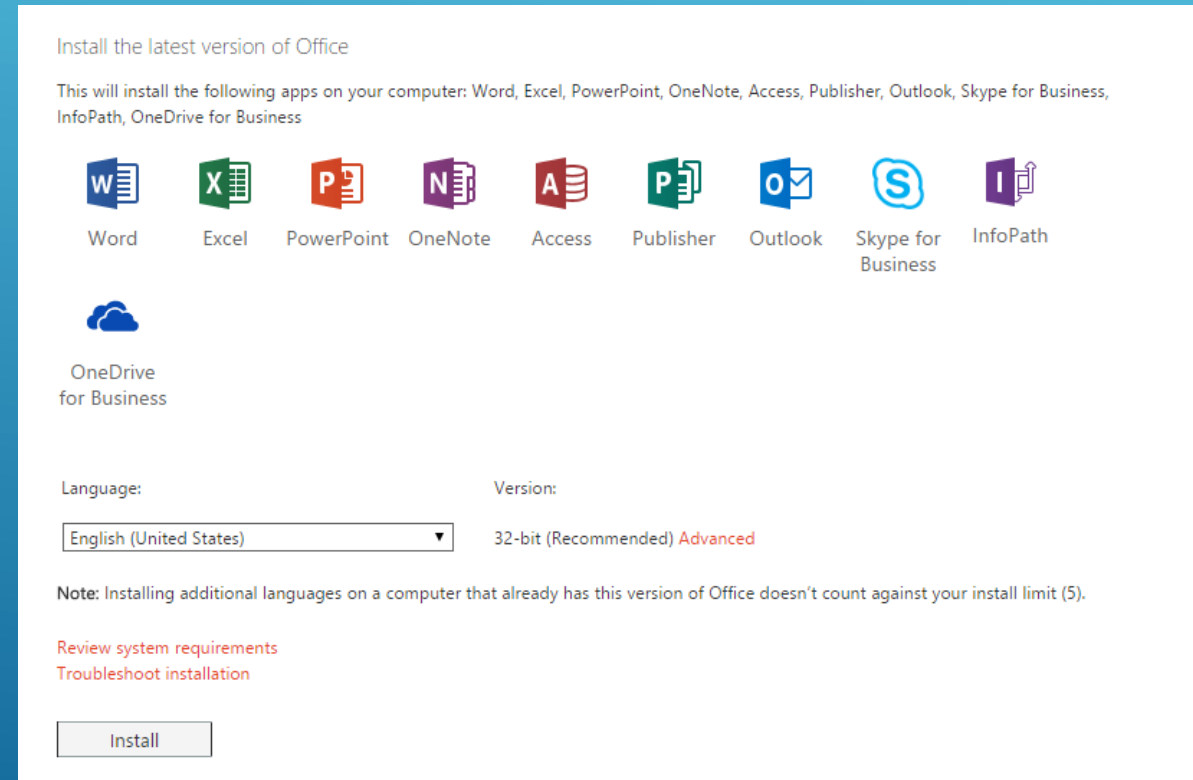 Install the latest version of Office
This will install the following apps on your computer: Word, Excel, PowerPoint, OneNote, Access, Publisher, Outlook, Skype for Business,
InfoPath, OneDrive for Business
W X P N A P O S I
Word Excel PowerPoint OneNote Access Publisher Outlook Skype for Business InfoPath
OneDrive
for Business
Language: Version:
English (United States) 32-bit (Recommended) Advanced
Note: Installing additional languages on a computer that already has this version of Office doesn't count against your install limit (5).
Review system requirements
Troubleshoot installation
Install